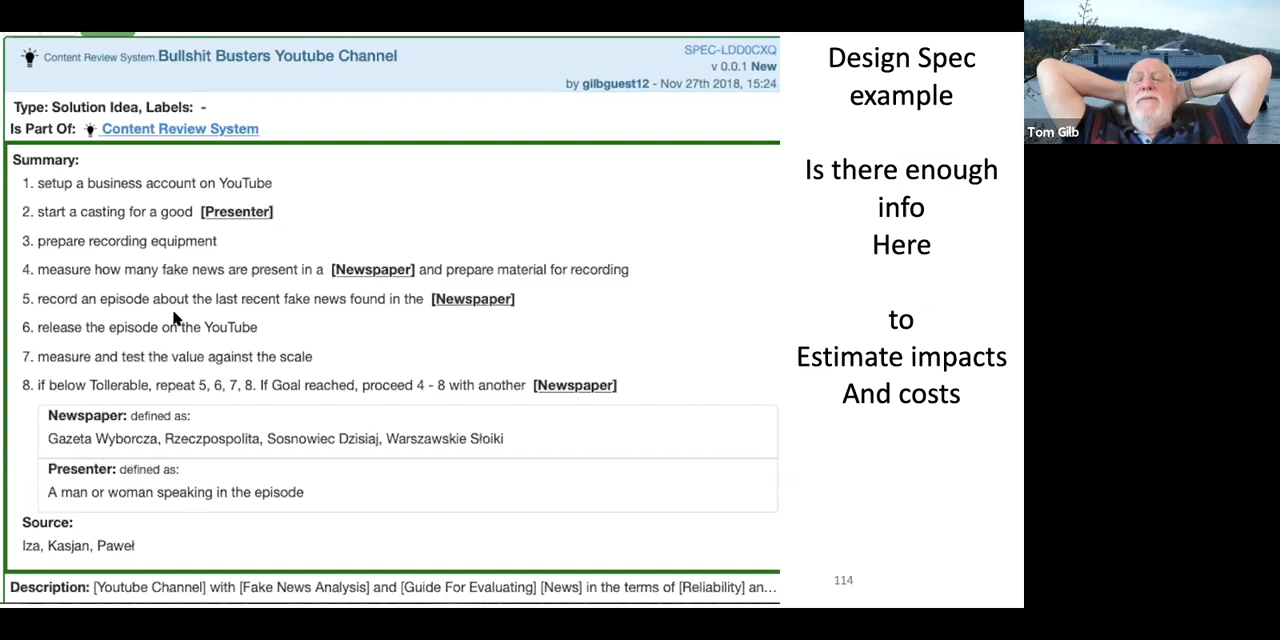 Content Review System.Bullshit Busters Youtube Channel
SPEC-LDD0CXQ
v 0.0.1 New
by gilbguest12 - Nov 27th 2018, 15:24
Type: Solution Idea, Labels: -
Is Part Of: Content Review System
Summary:
1. setup a business account on YouTube
2. start a casting for a good [Presenter]
3. prepare recording equipment
4. measure how many fake news are present in a [Newspaper] and prepare material for recording
5. record an episode about the last recent fake news found in the [Newspaper]
6. release the episode on the YouTube
7. measure and test the value against the scale
8. if below Tollerable, repeat 5, 6, 7, 8. If Goal reached, proceed 4 - 8 with another [Newspaper]
Newspaper: defined as:
Gazeta Wyborcza, Rzeczpospolita, Sosnowiec Dzisiaj, Warszawskie Słoiki
Presenter: defined as:
A man or woman speaking in the episode
Source:
Iza, Kasjan, Paweł
Description: [Youtube Channel] with [Fake News Analysis] and [Guide For Evaluating] [News] in the terms of [Reliability] an...
Design Spec
example
Is there enough
info
Here
to
Estimate impacts
And costs
114
Tom Gilb